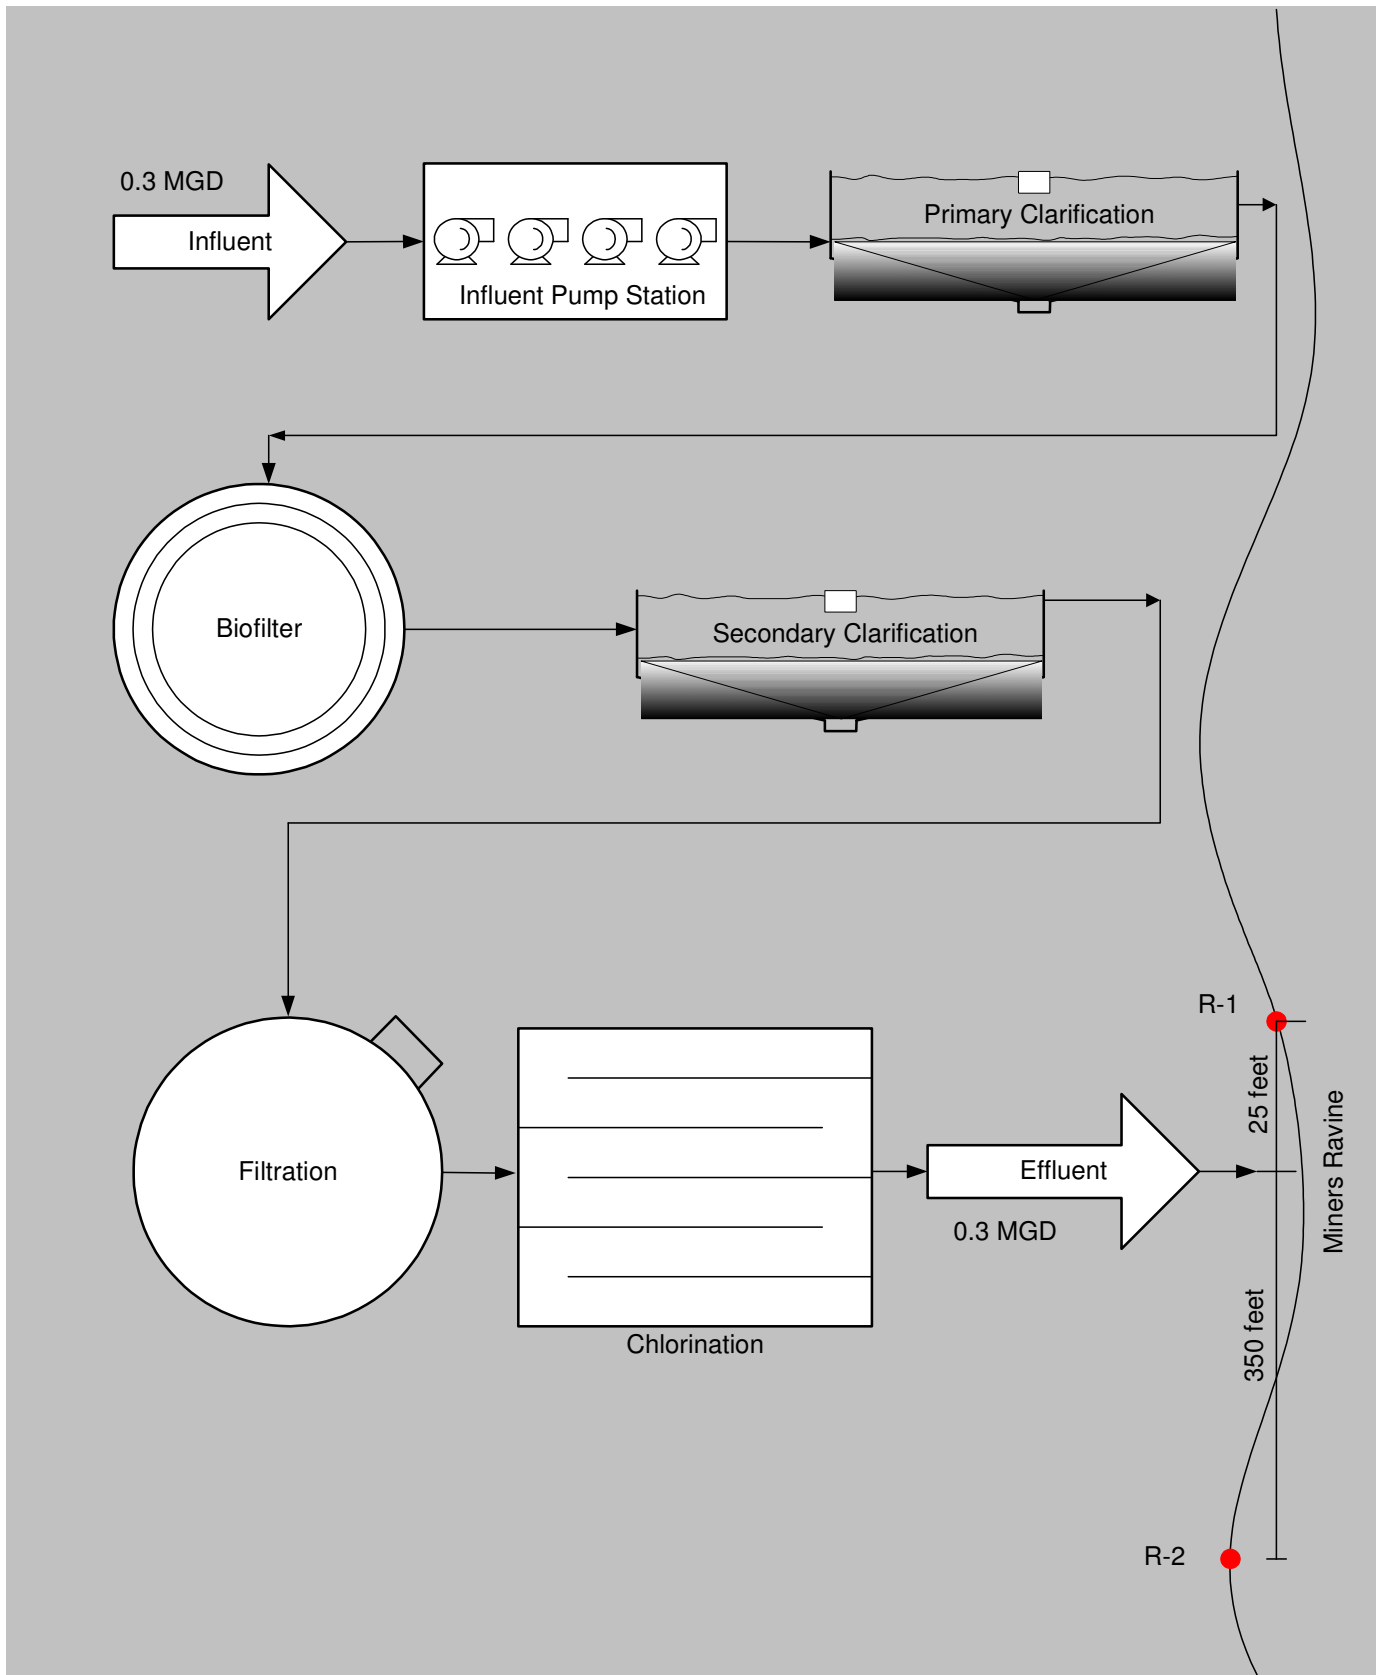 0.3 MGD
Influent
Influent Pump Station
Primary Clarification
Biofilter
Secondary Clarification
R-1
25 feet
Miners Ravine
Filtration
Effluent
0.3 MGD
350 feet
Chlorination
R-2